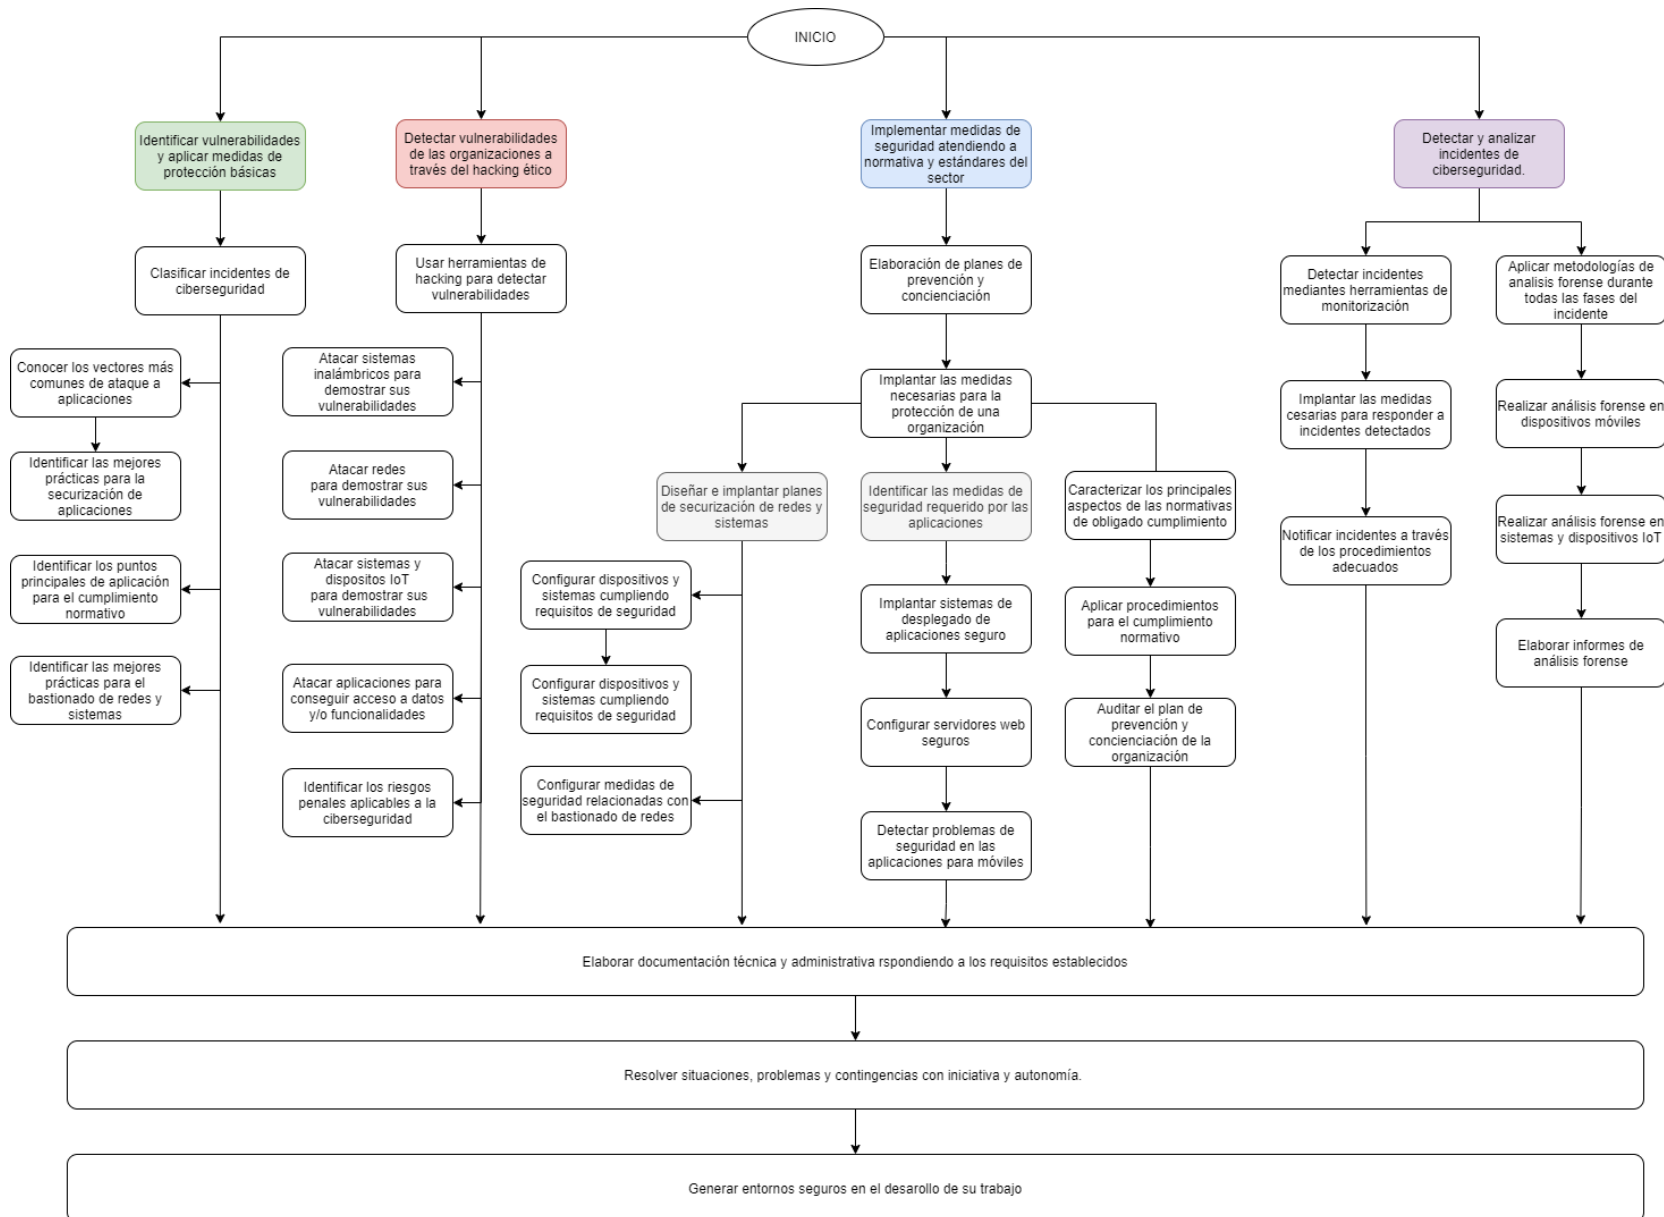 INICIO
Identificar vulnerabilidades
y aplicar medidas de
protección básicas
Detectar vulnerabilidades
de las organizaciones a
través del hacking ético
Implementar medidas de
seguridad atendiendo a
normativa y estándares del
sector
Detectar y analizar
incidentes de
ciberseguridad.
Clasificar incidentes de
ciberseguridad
Conocer los vectores más
comunes de ataque a
aplicaciones
Identificar las mejores
prácticas para la
securización de
aplicaciones
Identificar los puntos
principales de aplicación
para el cumplimiento
normativo
Identificar las mejores
prácticas para el
bastionado de redes y
sistemas
Usar herramientas de
hacking para detectar
vulnerabilidades
Atacar sistemas
inalámbricos para
demostrar sus
vulnerabilidades
Atacar redes
para demostrar sus
vulnerabilidades
Atacar sistemas y
dispositos IoT
para demostrar sus
vulnerabilidades
Atacar aplicaciones para
conseguir acceso a datos
y/o funcionalidades
Identificar los riesgos
penales aplicables a la
ciberseguridad
Elaboración de planes de
prevención y
concienciación
Implantar las medidas
necesarias para la
protección de una
organización
Diseñar e implantar planes
de securización de redes y
sistemas
Configurar dispositivos y
sistemas cumpliendo
requisitos de seguridad
Configurar dispositivos y
sistemas cumpliendo
requisitos de seguridad
Configurar medidas de
seguridad relacionadas con
el bastionado de redes
Identificar las medidas de
seguridad requerido por las
aplicaciones
Implantar sistemas de
desplegado de
aplicaciones seguro
Configurar servidores web
seguros
Detectar problemas de
seguridad en las
aplicaciones para móviles
Caracterizar los principales
aspectos de las normativas
de obligado cumplimiento
Aplicar procedimientos
para el cumplimiento
normativo
Auditar el plan de
prevención y
concienciación de la
organización
Detectar incidentes
mediantes herramientas de
monitorización
Implantar las medidas
cesarias para responder a
incidentes detectados
Notificar incidentes a través
de los procedimientos
adecuados
Aplicar metodologías de
analisis forense durante
todas las fases del
incidente
Realizar análisis forense en
dispositivos móviles
Realizar análisis forense en
sistemas y dispositivos IoT
Elaborar informes de
análisis forense
Elaborar documentación técnica y administrativa rspondiendo a los requisitos establecidos
Resolver situaciones, problemas y contingencias con iniciativa y autonomía.
Generar entornos seguros en el desarollo de su trabajo